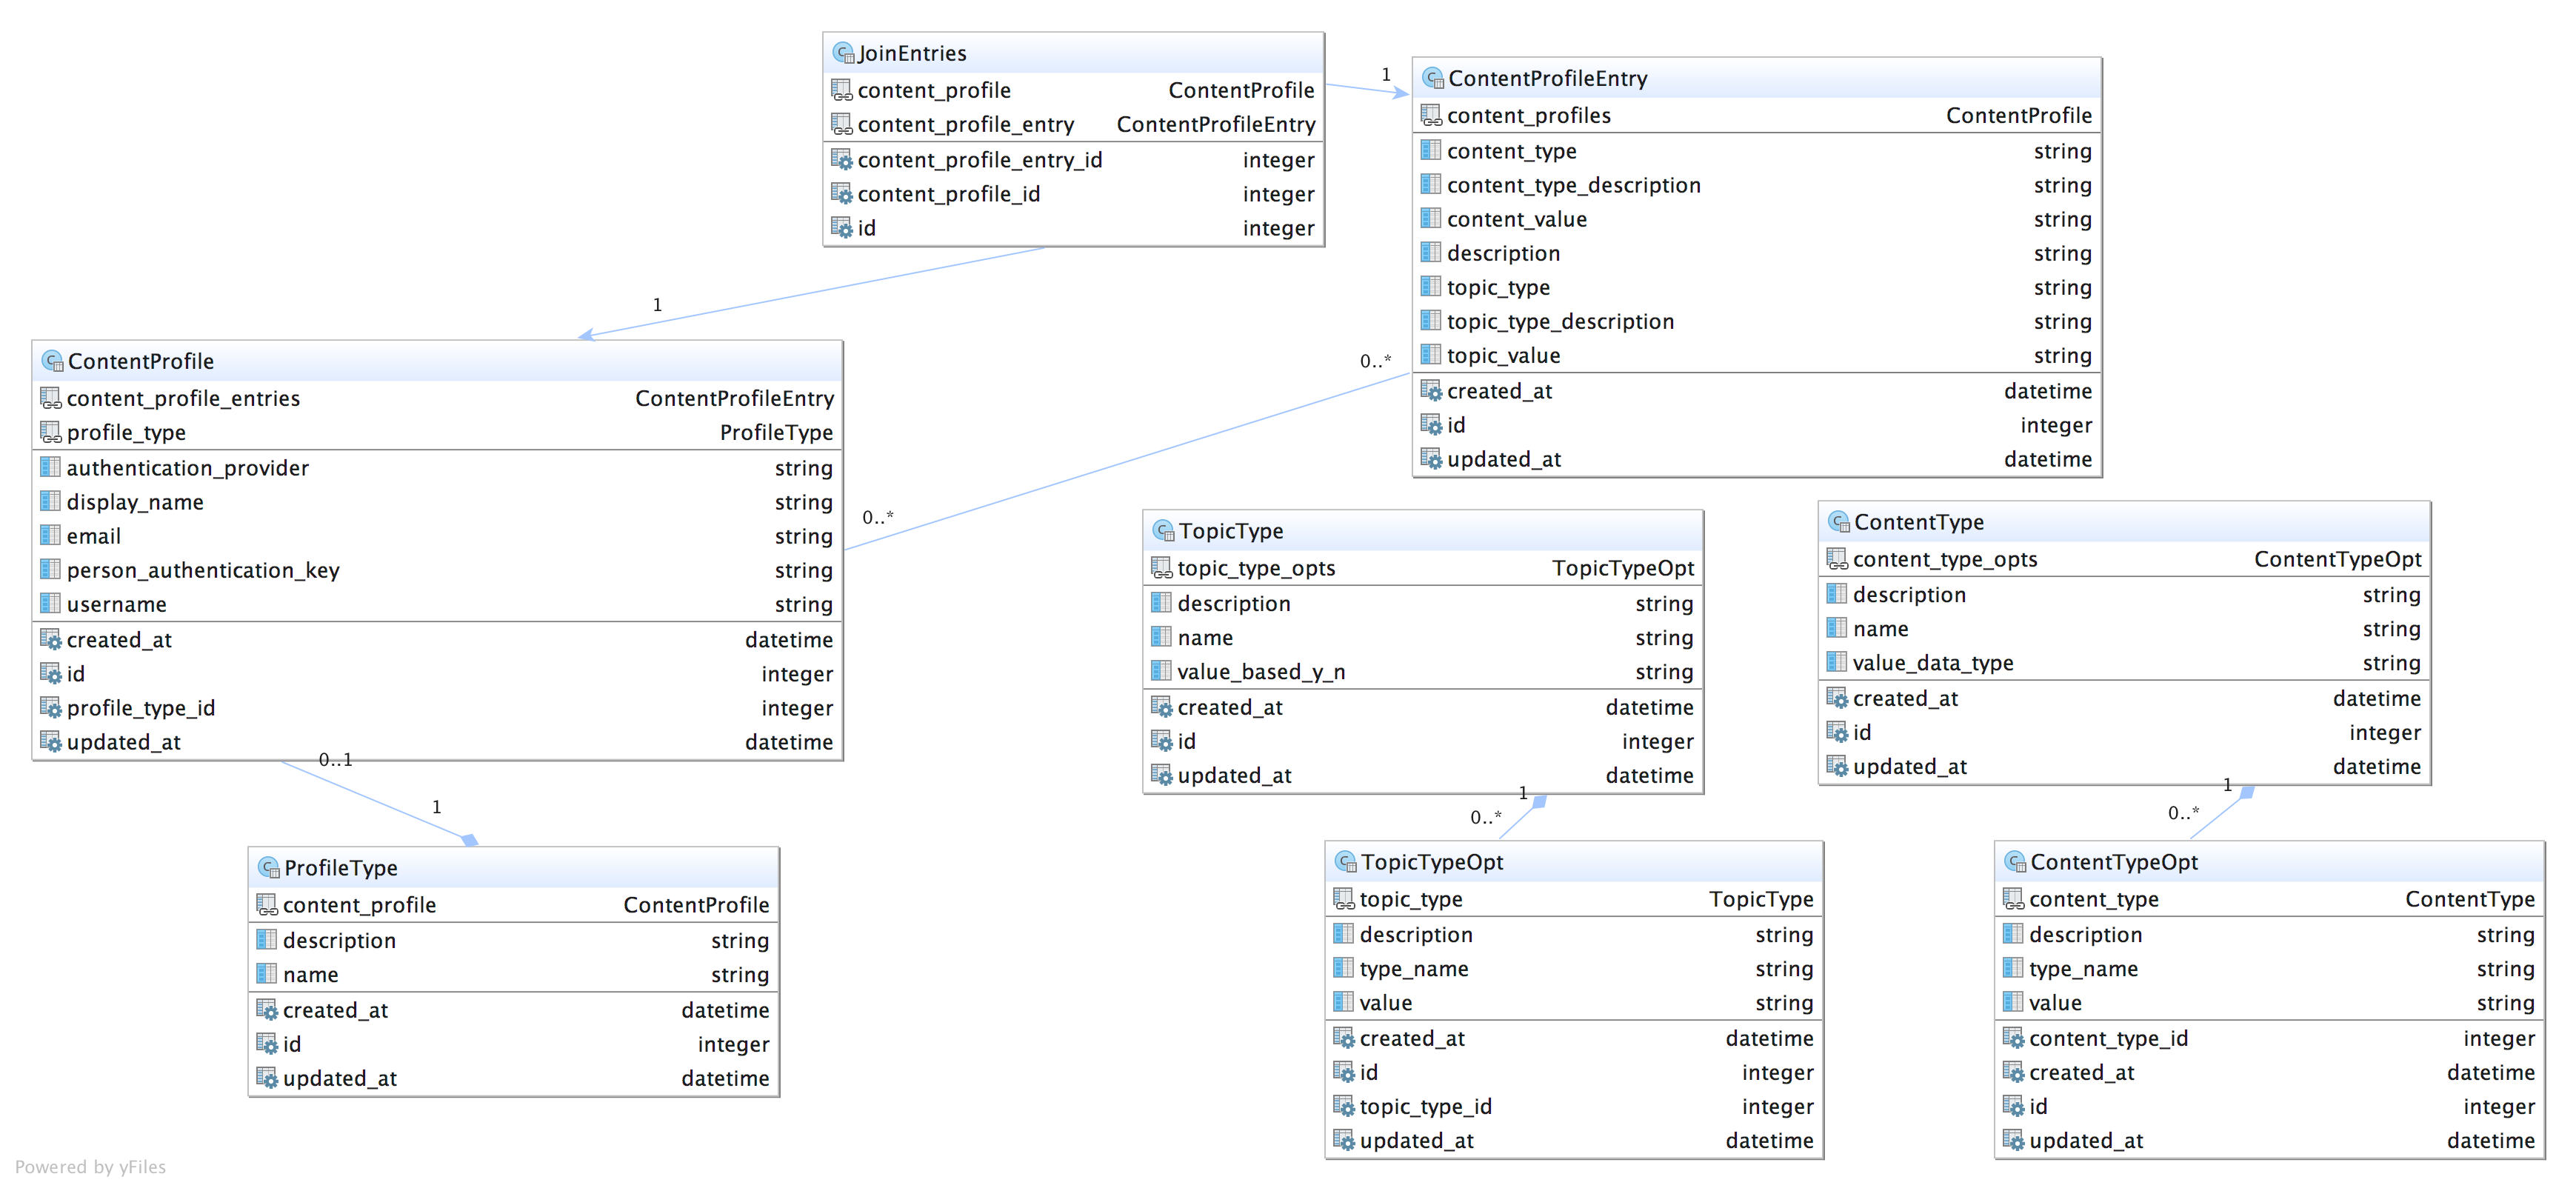 JoinEntries
content_profile ContentProfile
content_profile_entry ContentProfileEntry
content_profile_entry_id integer
content_profile_id integer
id integer
1
ContentProfileEntry
content_profiles ContentProfile
content_type string
content_type_description string
content_value string
description string
topic_type string
topic_type_description string
topic_value string
created_at datetime
id integer
updated_at datetime
1
0..*
0..*
ContentProfile
content_profile_entries ContentProfileEntry
profile_type ProfileType
authentication_provider string
display_name string
email string
person_authentication_key string
username string
created_at datetime
id integer
profile_type_id integer
updated_at datetime
0..1
1
ProfileType
content_profile ContentProfile
description string
name string
created_at datetime
id integer
updated_at datetime
TopicType
topic_type_opts TopicTypeOpt
description string
name string
value_based_y_n string
created_at datetime
id integer
updated_at datetime
1
0..*
TopicTypeOpt
topic_type TopicType
description string
type_name string
value string
created_at datetime
id integer
topic_type_id integer
updated_at datetime
ContentType
content_type_opts ContentTypeOpt
description string
name string
value_data_type string
created_at datetime
id integer
updated_at datetime
1
0..*
ContentTypeOpt
content_type ContentType
description string
type_name string
value string
content_type_id integer
created_at datetime
id integer
updated_at datetime
Powered by yFiles